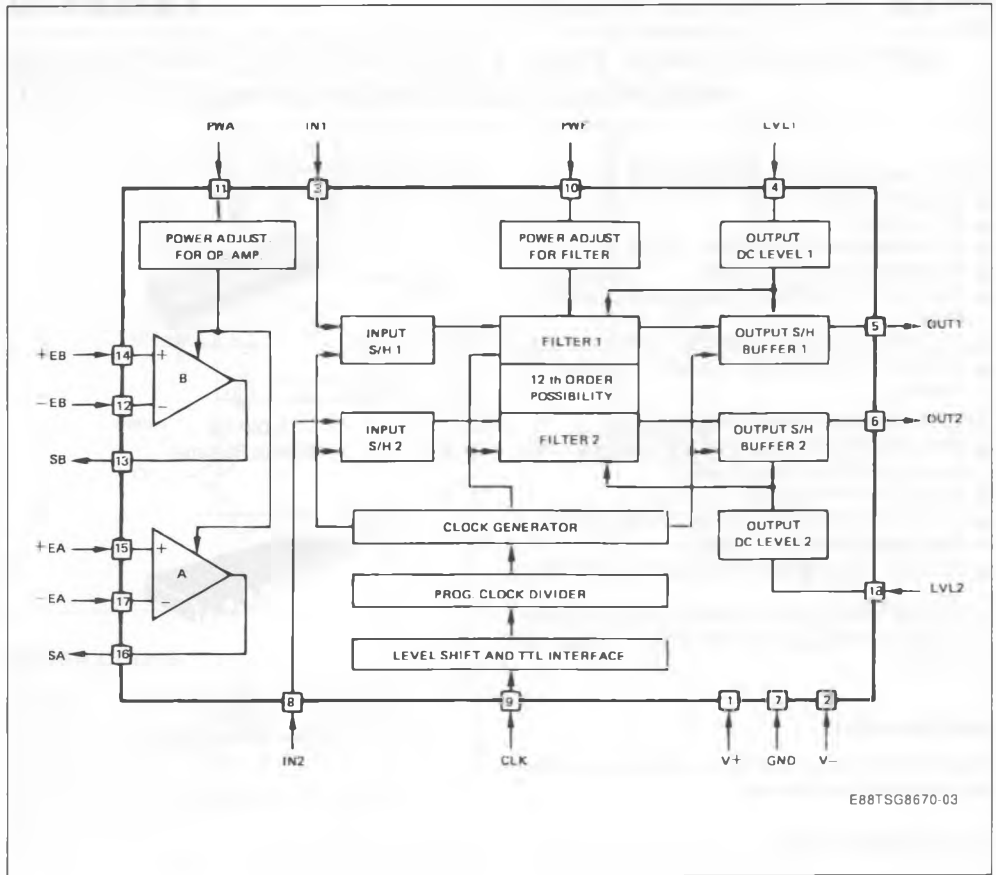 PWA IN1 PWF LVL1
11 3 10 4
POWER ADJUST.
FOR OP. AMP.
POWER ADJUST
FOR FILTER
OUTPUT
DC LEVEL 1
+EB 14 + B
−EB 12 −
SB 13
INPUT
S/H 1
FILTER 1
OUTPUT S/H
BUFFER 1
5 OUT1
12 th ORDER
POSSIBILITY
INPUT
S/H 2
FILTER 2
OUTPUT S/H
BUFFER 2
6 OUT2
+EA 15 + A
−EA 17 −
SA 16
CLOCK GENERATOR
OUTPUT
DC LEVEL 2
PROG. CLOCK DIVIDER
18 LVL2
LEVEL SHIFT AND TTL INTERFACE
8 9 1 7 2
IN2 CLK V+ GND V−
E88TSG8670-03